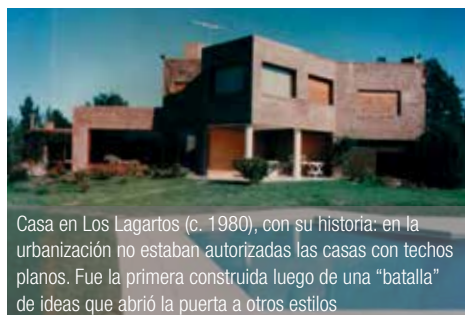 Casa en Los Lagartos (c. 1980), con su historia: en la
urbanización no estaban autorizadas las casas con techos
planos. Fue la primera construida luego de una “batalla”
de ideas que abrió la puerta a otros estilos